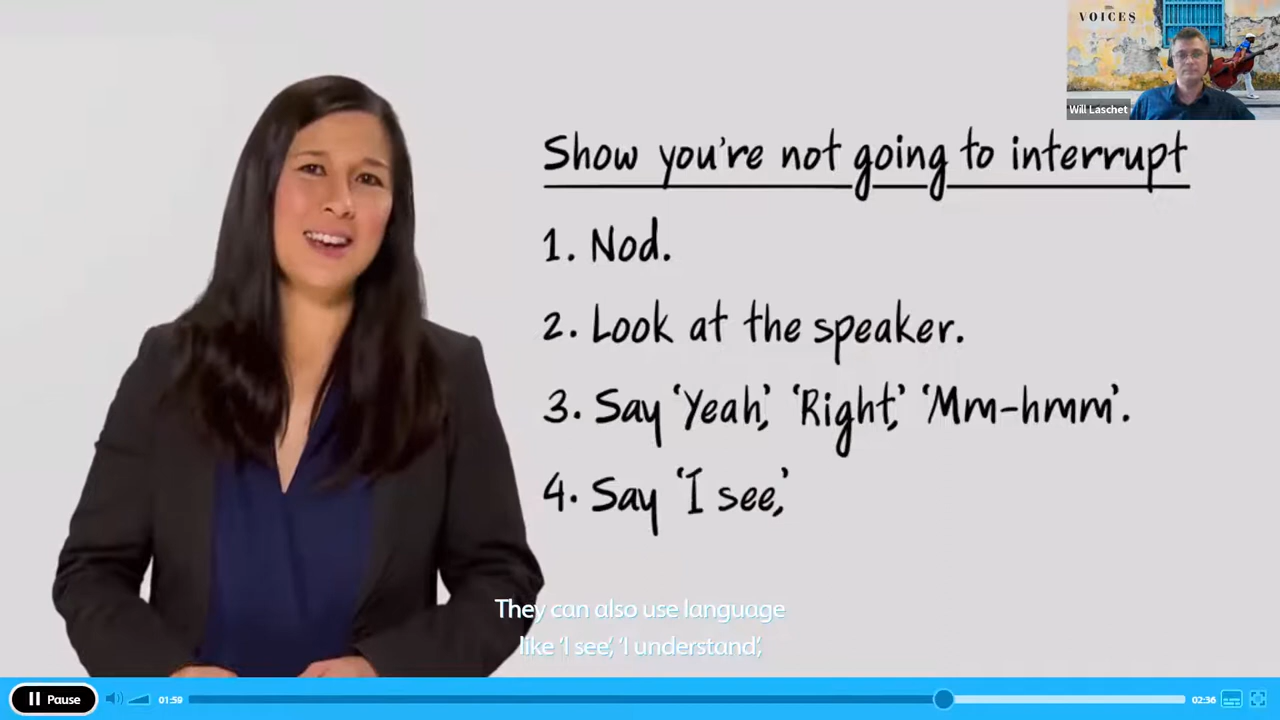 VOICES
Will Laschet
Show you're not going to interrupt
1. Nod.
2. Look at the speaker.
3. Say 'Yeah,' 'Right,' 'Mm-hmm'.
4. Say 'I see,'
They can also use language
like 'I see', 'I understand',
Pause
01:59
02:36